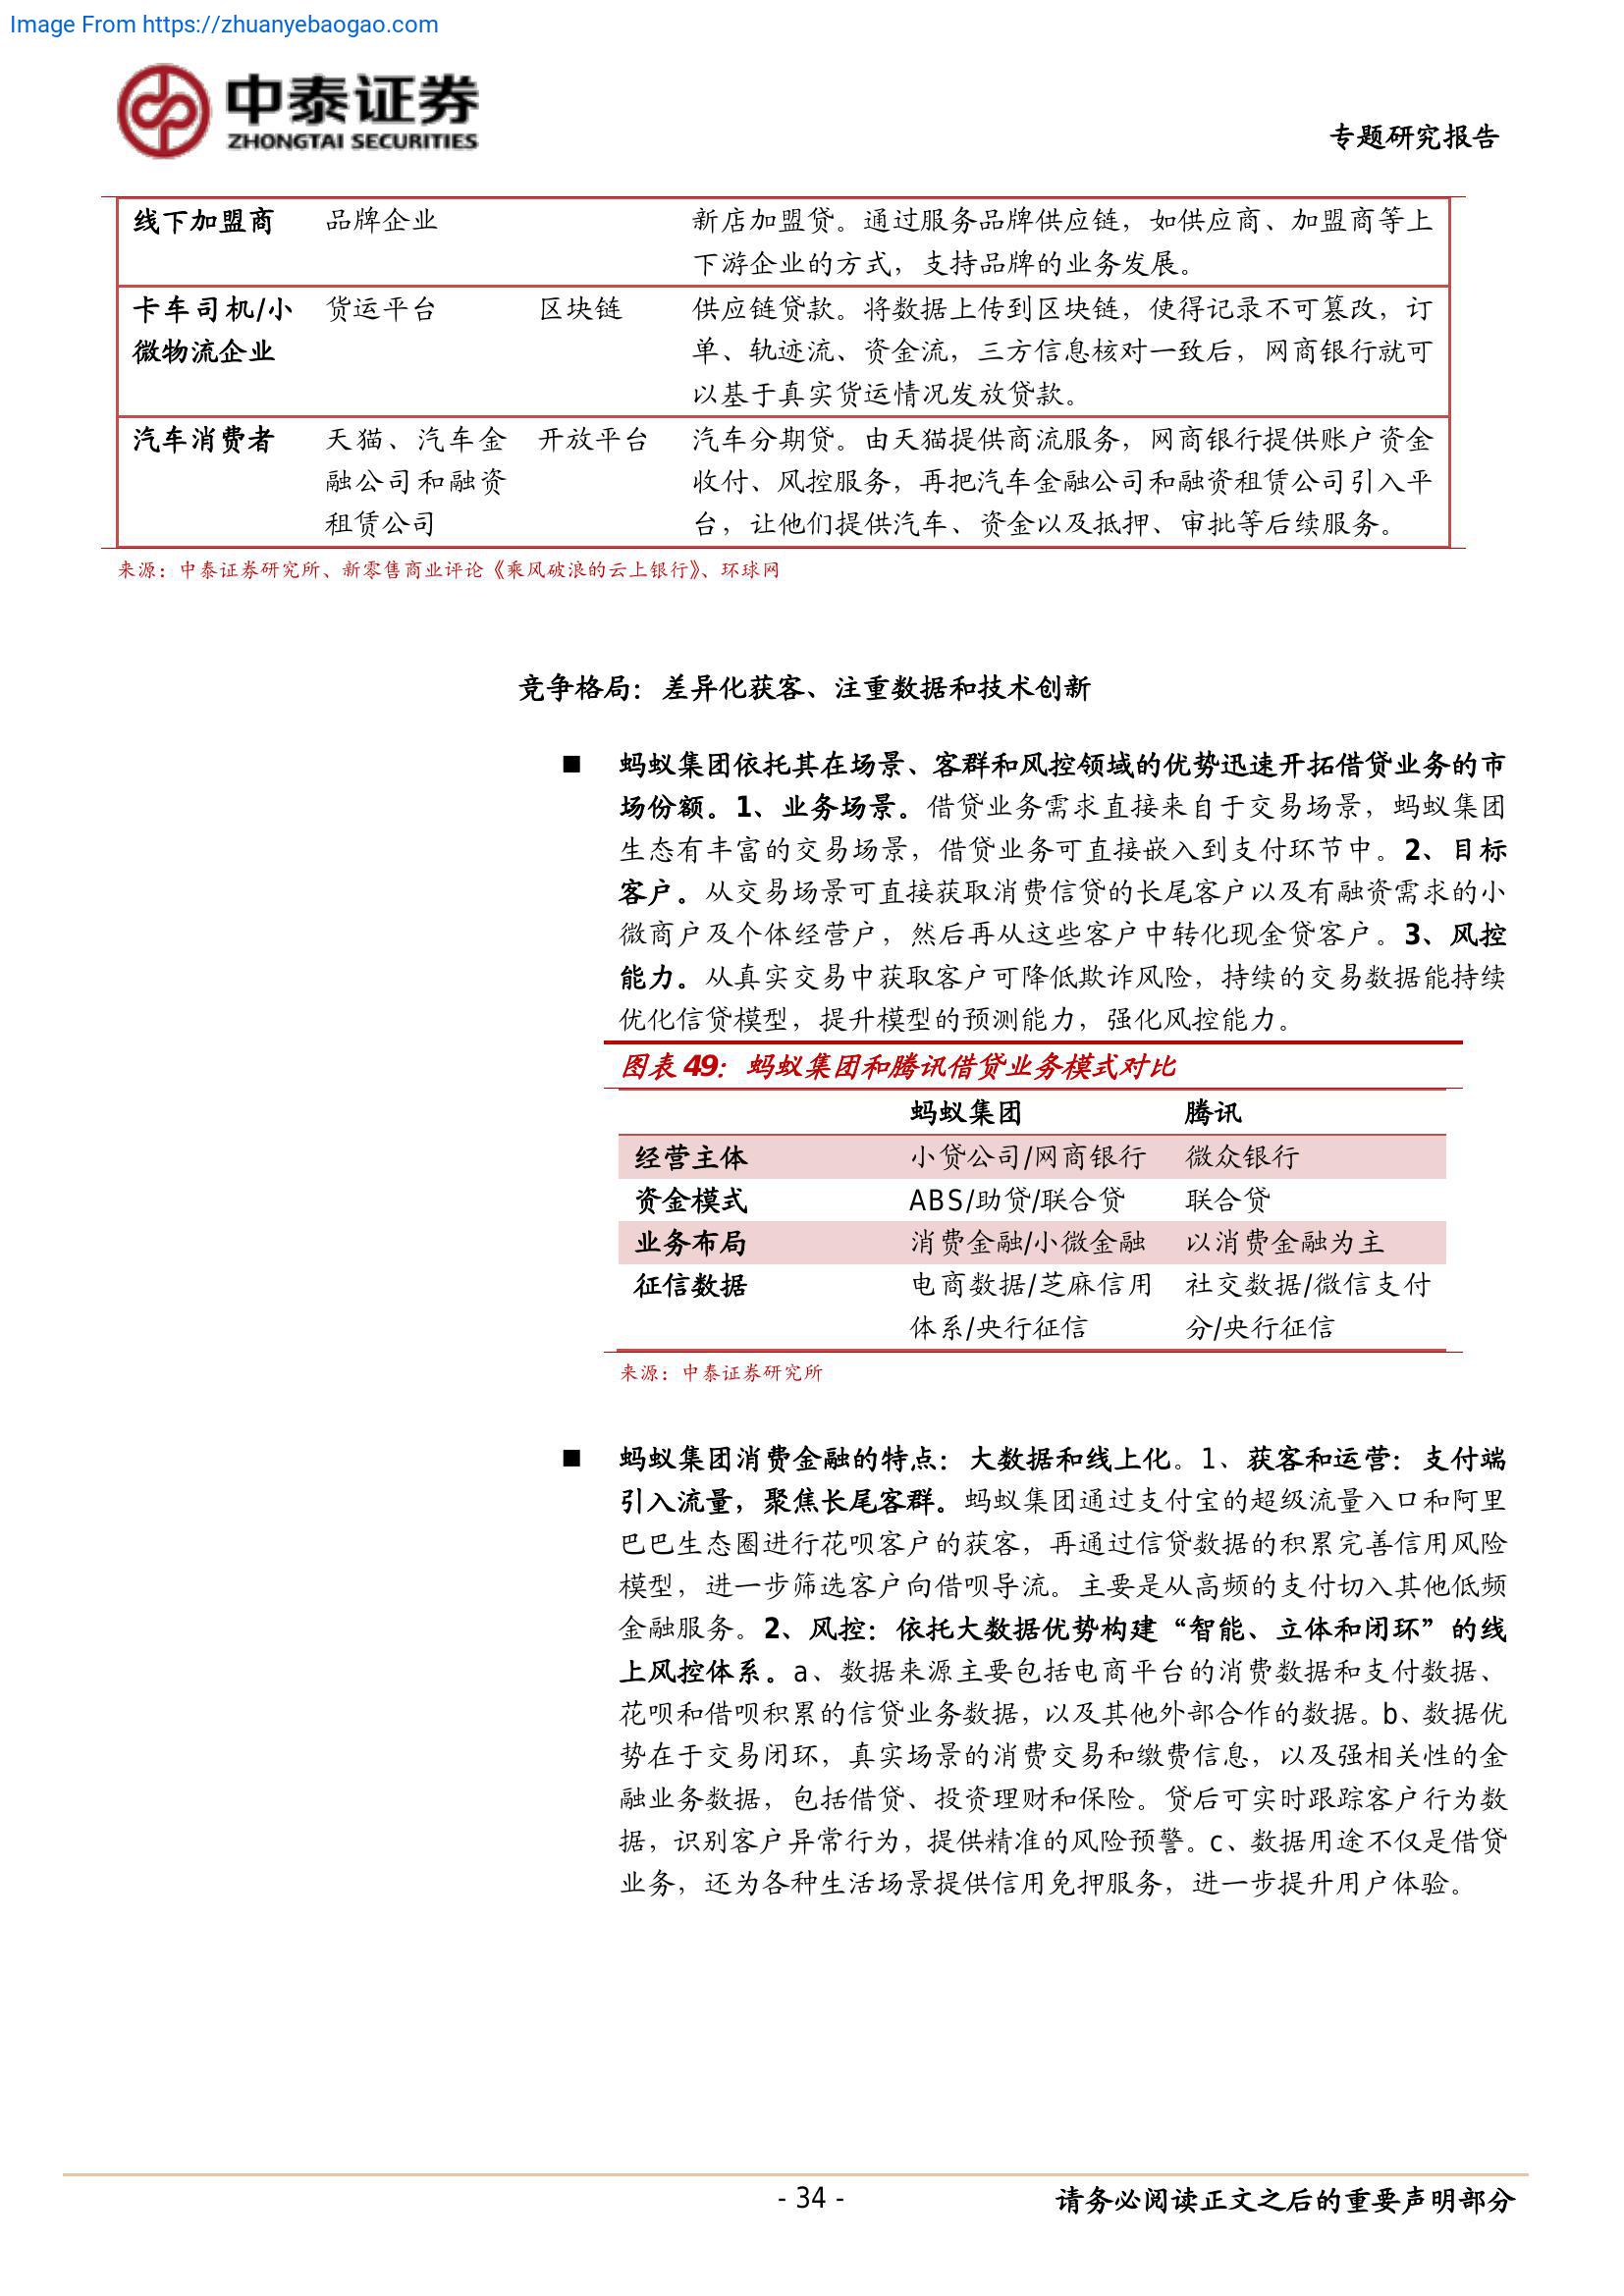 Image From https://zhuanyebaogao.com
中泰证券
ZHONGTAI SECURITIES
专题研究报告
线下加盟商 品牌企业 新店加盟贷。通过服务品牌供应链，如供应商、加盟商等上
下游企业的方式，支持品牌的业务发展。
卡车司机/小 货运平台 区块链 供应链贷款。将数据上传到区块链，使得记录不可篡改，订
微物流企业 单、轨迹流、资金流，三方信息核对一致后，网商银行就可
以基于真实货运情况发放贷款。
汽车消费者 天猫、汽车金 开放平台 汽车分期贷。由天猫提供商流服务，网商银行提供账户资金
融公司和融资 收付、风控服务，再把汽车金融公司和融资租赁公司引入平
租赁公司 台，让他们提供汽车、资金以及抵押、审批等后续服务。
来源：中泰证券研究所、新零售商业评论《乘风破浪的云上银行》、环球网
竞争格局：差异化获客、注重数据和技术创新
■ 蚂蚁集团依托其在场景、客群和风控领域的优势迅速开拓借贷业务的市
场份额。1、业务场景。借贷业务需求直接来自于交易场景，蚂蚁集团
生态有丰富的交易场景，借贷业务可直接嵌入到支付环节中。2、目标
客户。从交易场景可直接获取消费信贷的长尾客户以及有融资需求的小
微商户及个体经营户，然后再从这些客户中转化现金贷客户。3、风控
能力。从真实交易中获取客户可降低欺诈风险，持续的交易数据能持续
优化信贷模型，提升模型的预测能力，强化风控能力。
图表 49：蚂蚁集团和腾讯借贷业务模式对比
蚂蚁集团 腾讯
经营主体 小贷公司/网商银行 微众银行
资金模式 ABS/助贷/联合贷 联合贷
业务布局 消费金融/小微金融 以消费金融为主
征信数据 电商数据/芝麻信用 社交数据/微信支付
体系/央行征信 分/央行征信
来源：中泰证券研究所
■ 蚂蚁集团消费金融的特点：大数据和线上化。1、获客和运营：支付端
引入流量，聚焦长尾客群。蚂蚁集团通过支付宝的超级流量入口和阿里
巴巴生态圈进行花呗客户的获客，再通过信贷数据的积累完善信用风险
模型，进一步筛选客户向借呗导流。主要是从高频的支付切入其他低频
金融服务。2、风控：依托大数据优势构建“智能、立体和闭环”的线
上风控体系。a、数据来源主要包括电商平台的消费数据和支付数据、
花呗和借呗积累的信贷业务数据，以及其他外部合作的数据。b、数据优
势在于交易闭环，真实场景的消费交易和缴费信息，以及强相关性的金
融业务数据，包括借贷、投资理财和保险。贷后可实时跟踪客户行为数
据，识别客户异常行为，提供精准的风险预警。c、数据用途不仅是借贷
业务，还为各种生活场景提供信用免押服务，进一步提升用户体验。
- 34 - 请务必阅读正文之后的重要声明部分